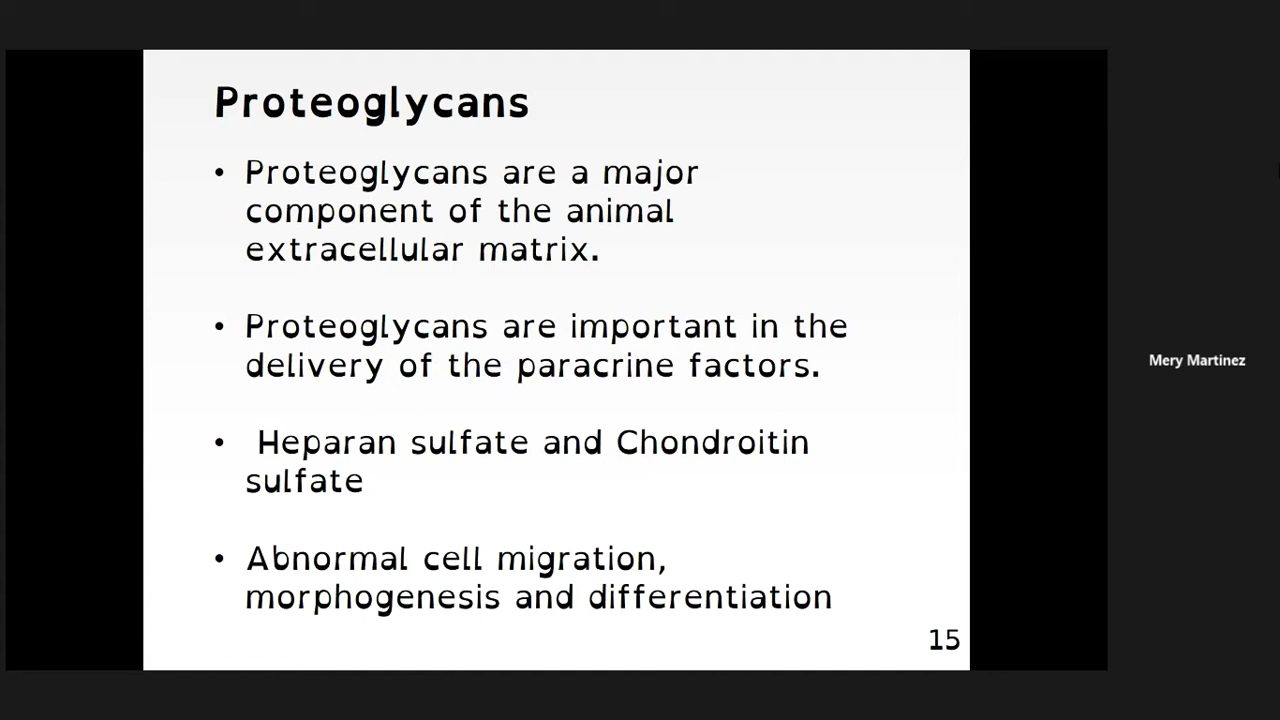 Proteoglycans
• Proteoglycans are a major
component of the animal
extracellular matrix.
• Proteoglycans are important in the
delivery of the paracrine factors.
• Heparan sulfate and Chondroitin
sulfate
• Abnormal cell migration,
morphogenesis and differentiation
15
Mery Martinez